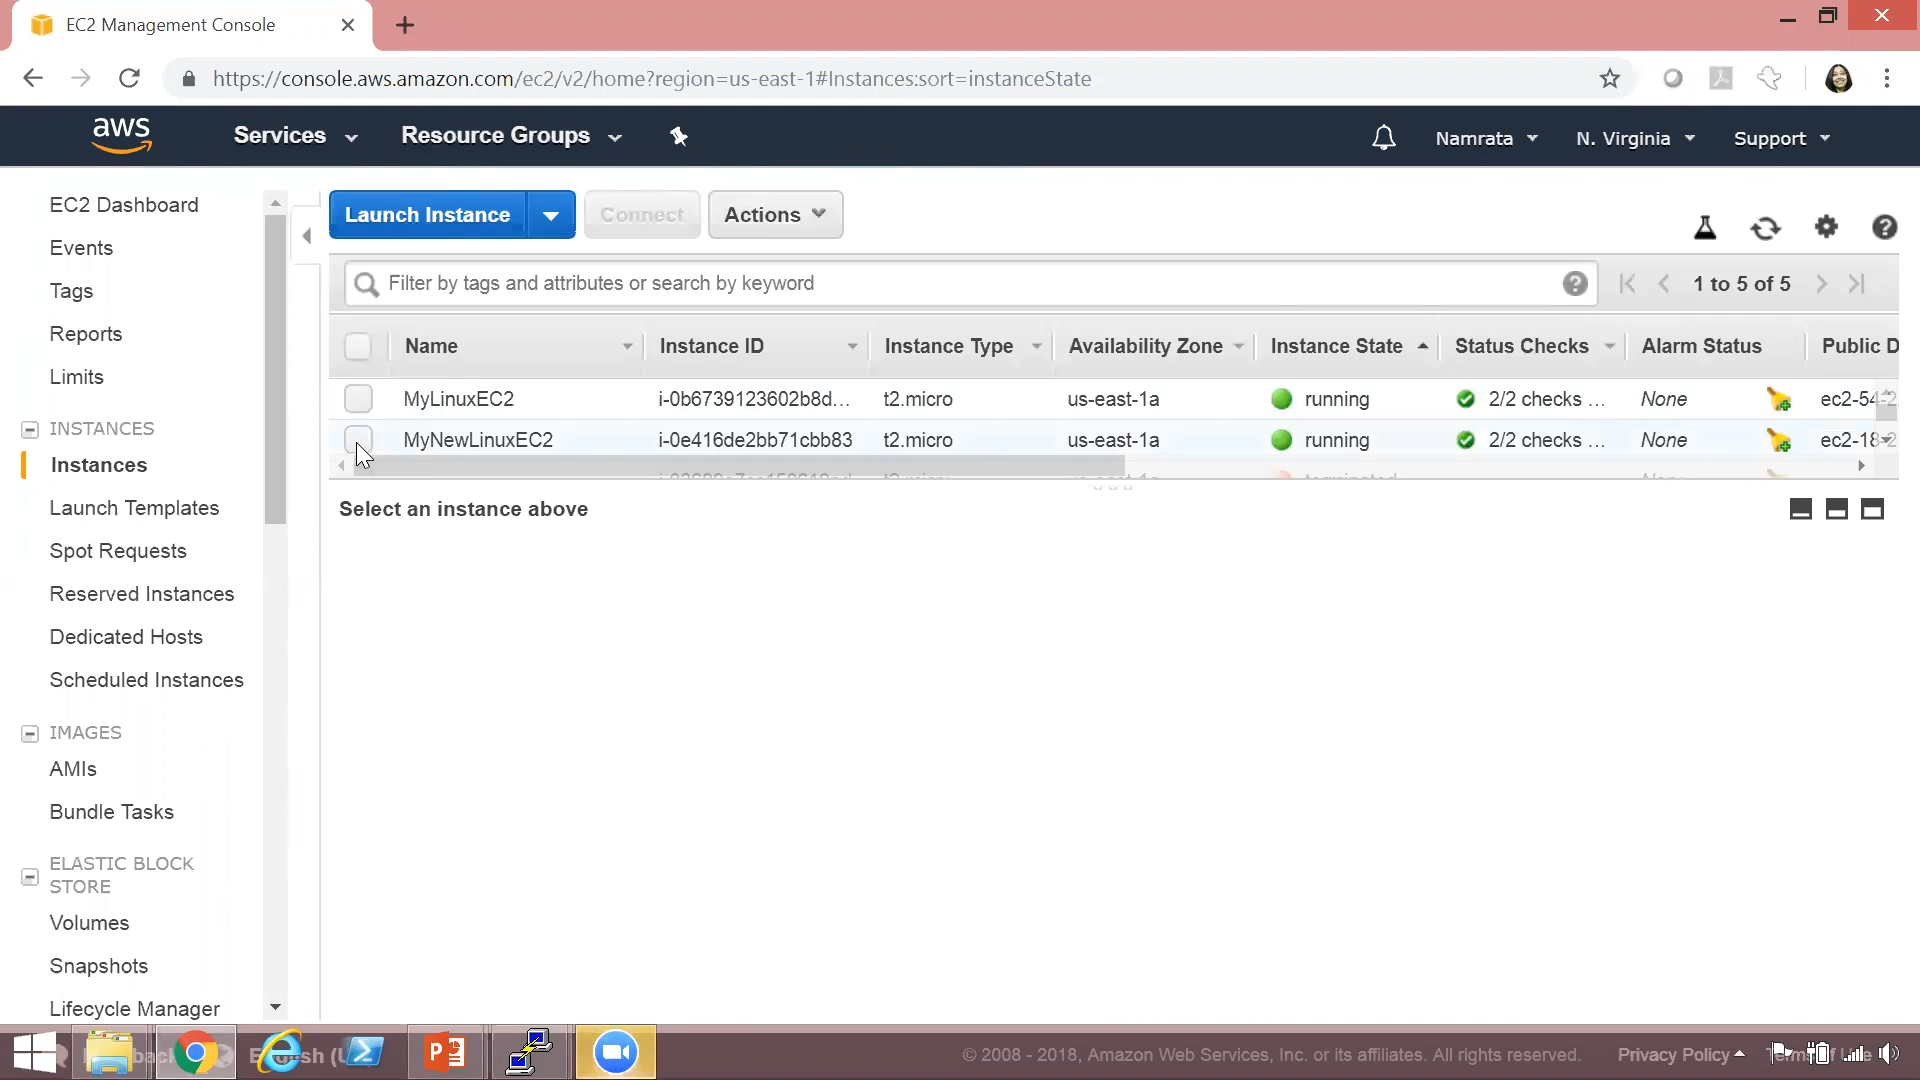 EC2 Management Console
https://console.aws.amazon.com/ec2/v2/home?region=us-east-1#Instances:sort=instanceState
aws Services Resource Groups Namrata N. Virginia Support
EC2 Dashboard
Events
Tags
Reports
Limits
INSTANCES
Instances
Launch Templates
Spot Requests
Reserved Instances
Dedicated Hosts
Scheduled Instances
IMAGES
AMIs
Bundle Tasks
ELASTIC BLOCK
STORE
Volumes
Snapshots
Lifecycle Manager
Launch Instance Connect Actions
Filter by tags and attributes or search by keyword 1 to 5 of 5
Name Instance ID Instance Type Availability Zone Instance State Status Checks Alarm Status Public D
MyLinuxEC2 i-0b6739123602b8d... t2.micro us-east-1a running 2/2 checks ... None ec2-54-2
MyNewLinuxEC2 i-0e416de2bb71cbb83 t2.micro us-east-1a running 2/2 checks ... None ec2-18-2
Select an instance above
© 2008 - 2018, Amazon Web Services, Inc. or its affiliates. All rights reserved. Privacy Policy